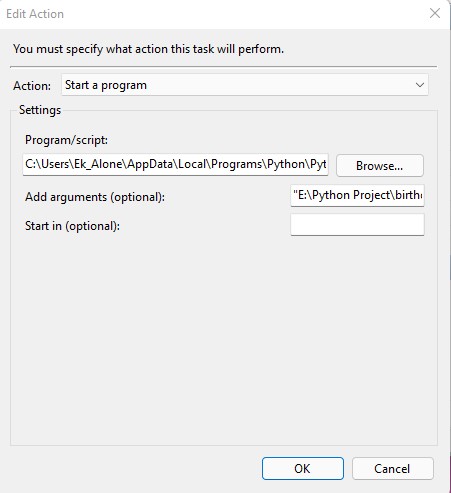 Edit Action
You must specify what action this task will perform.
Action: Start a program
Settings
Program/script:
C:\Users\Ek_Alone\AppData\Local\Programs\Python\Pyt Browse...
Add arguments (optional): "E:\Python Project\birth
Start in (optional):
OK Cancel